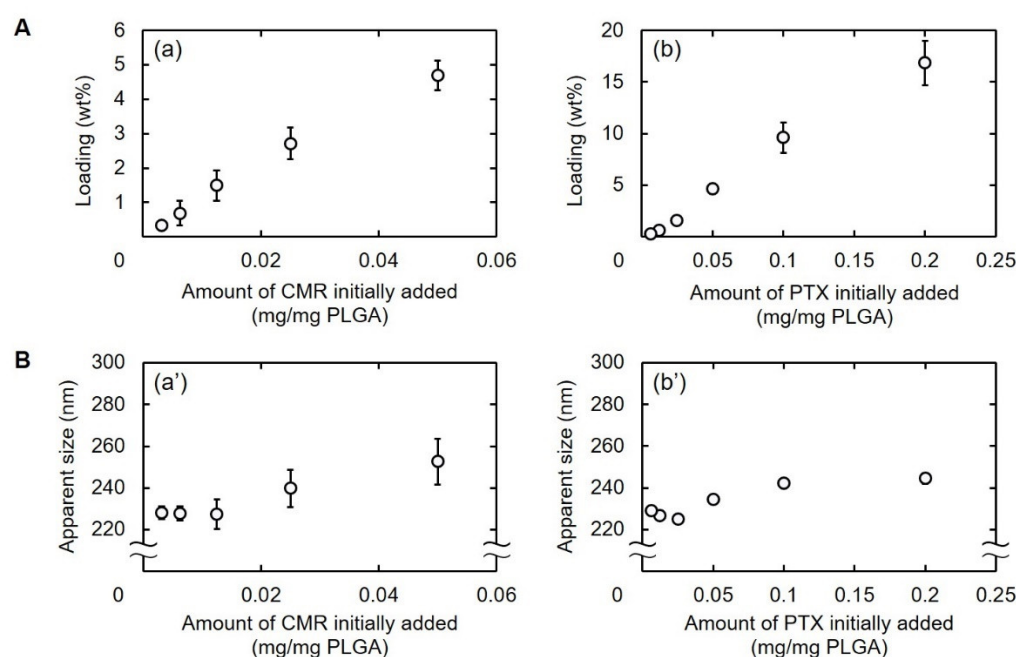 A
(a)
Loading (wt%)
6
5
4
3
2
1
0
0.02
0.04
0.06
Amount of CMR initially added
(mg/mg PLGA)
(b)
Loading (wt%)
20
15
10
5
0
0.05
0.1
0.15
0.2
0.25
Amount of PTX initially added
(mg/mg PLGA)
B
(a’)
Apparent size (nm)
300
280
260
240
220
0
0.02
0.04
0.06
Amount of CMR initially added
(mg/mg PLGA)
(b’)
Apparent size (nm)
300
280
260
240
220
0
0.05
0.1
0.15
0.2
0.25
Amount of PTX initially added
(mg/mg PLGA)